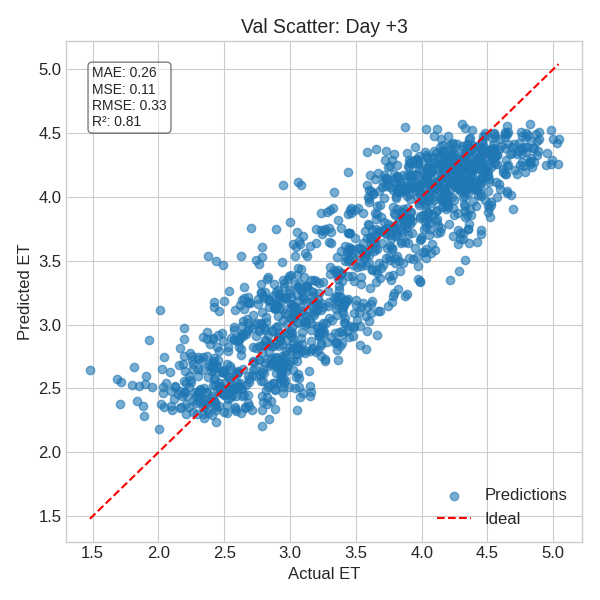 Val Scatter: Day +3
MAE: 0.26
MSE: 0.11
RMSE: 0.33
R²: 0.81
5.0
4.5
4.0
3.5
3.0
2.5
2.0
1.5
Predicted ET
Predictions
Ideal
1.5 2.0 2.5 3.0 3.5 4.0 4.5 5.0
Actual ET